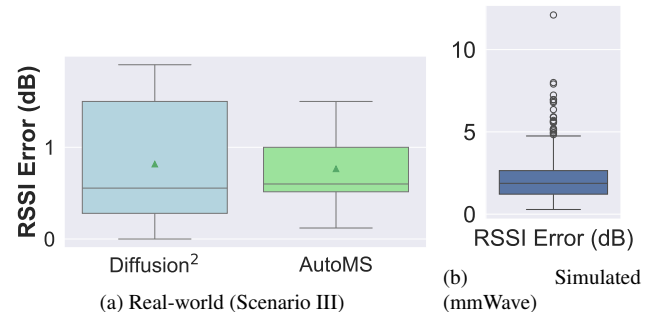 RSSI Error (dB)
1
0
Diffusion²
AutoMS
(a) Real-world (Scenario III)
10
5
0
RSSI Error (dB)
(b) Simulated
(mmWave)